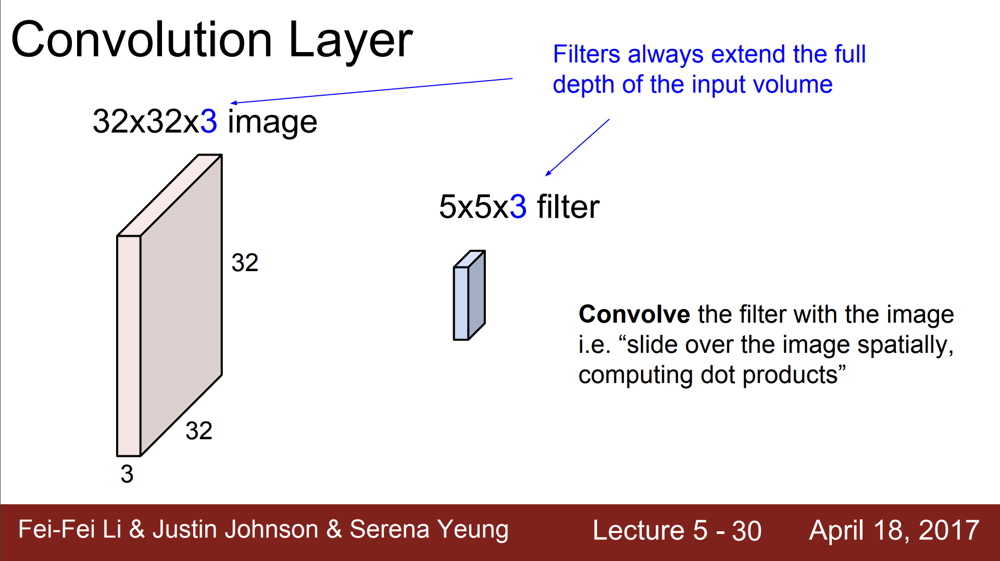 Convolution Layer
Filters always extend the full
depth of the input volume
32x32x3 image
5x5x3 filter
32
32
3
Convolve the filter with the image
i.e. “slide over the image spatially,
computing dot products”
Fei-Fei Li & Justin Johnson & Serena Yeung
Lecture 5 - 30
April 18, 2017